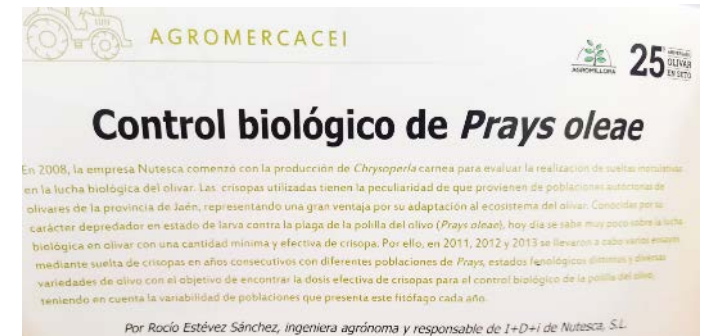 AGROMERCACEI
AGROMILLORA
25 ANIVERSARIO
OLIVAR
EN SETO
Control biológico de Prays oleae
En 2008, la empresa Nutesca comenzó con la producción de Chrysoperla carnea para evaluar la realización de sueltas inoculativas
en la lucha biológica del olivar. Las crisopas utilizadas tienen la peculiaridad de que provienen de poblaciones autóctonas de
olivares de la provincia de Jaén, representando una gran ventaja por su adaptación al ecosistema del olivar. Conocidas por su
carácter depredador en estado de larva contra la plaga de la polilla del olivo (Prays oleae), hoy día se sabe muy poco sobre la lucha
biológica en olivar con una cantidad mínima y efectiva de crisopa. Por ello, en 2011, 2012 y 2013 se llevaron a cabo varios ensayos
mediante suelta de crisopas en años consecutivos con diferentes poblaciones de Prays, estados fenológicos distintos y diversas
variedades de olivo con el objetivo de encontrar la dosis efectiva de crisopas para el control biológico de la polilla del olivo,
teniendo en cuenta la variabilidad de poblaciones que presenta este fitófago cada año.
Por Rocío Estévez Sánchez, ingeniera agrónoma y responsable de I+D+i de Nutesca, S.L.